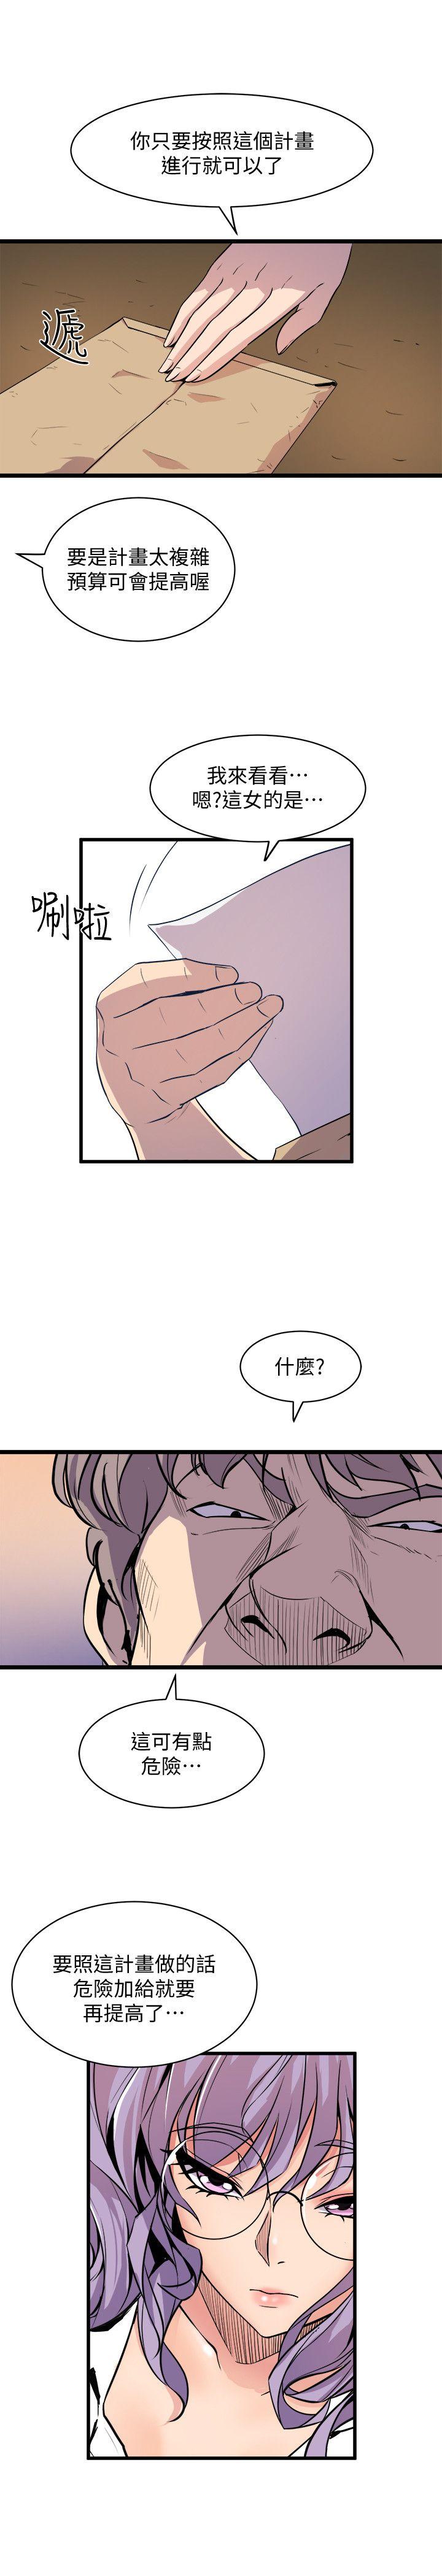 你只要按照這個計畫
進行就可以了
遞
要是計畫太複雜
預算可會提高喔
我來看看…
嗯?這女的是…
唰啦
什麼?
這可有點
危險…
要照這計畫做的話
危險加給就要
再提高了…